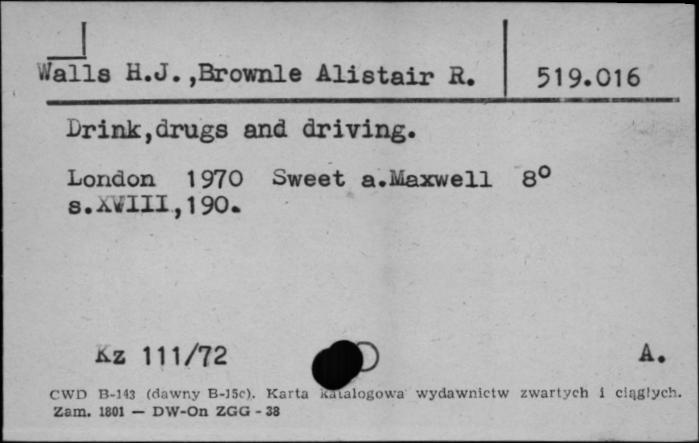 Walls H.J.,Brownle Alistair R.
519.016
Drink,drugs and driving.
London 1970 Sweet a.Maxwell 8°
s.XVIII,190.
Kz 111/72
A.
CWD B-143 (dawny B-15c). Karta katalogowa wydawnictw zwartych i ciągłych.
Zam. 1801 — DW-On ZGG - 38